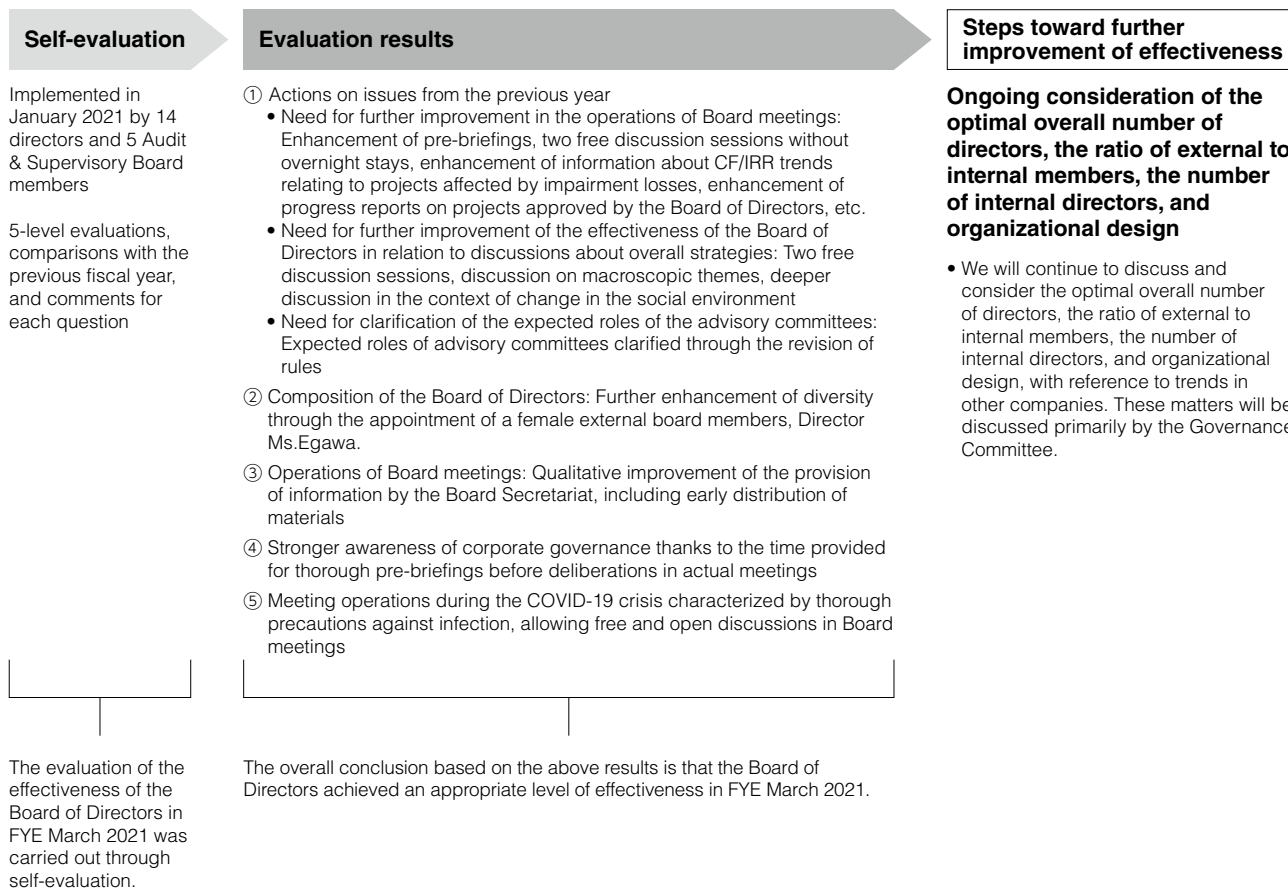 Self-evaluation
Implemented in
January 2021 by 14
directors and 5 Audit
& Supervisory Board
members
5-level evaluations,
comparisons with the
previous fiscal year,
and comments for
each question
The evaluation of the
effectiveness of the
Board of Directors in
FYE March 2021 was
carried out through
self-evaluation.
Evaluation results
① Actions on issues from the previous year
• Need for further improvement in the operations of Board meetings:
Enhancement of pre-briefings, two free discussion sessions without
overnight stays, enhancement of information about CF/IRR trends
relating to projects affected by impairment losses, enhancement of
progress reports on projects approved by the Board of Directors, etc.
• Need for further improvement of the effectiveness of the Board of
Directors in relation to discussions about overall strategies: Two free
discussion sessions, discussion on macroscopic themes, deeper
discussion in the context of change in the social environment
• Need for clarification of the expected roles of the advisory committees:
Expected roles of advisory committees clarified through the revision of
rules
② Composition of the Board of Directors: Further enhancement of diversity
through the appointment of a female external board members, Director
Ms.Egawa.
③ Operations of Board meetings: Qualitative improvement of the provision
of information by the Board Secretariat, including early distribution of
materials
④ Stronger awareness of corporate governance thanks to the time provided
for thorough pre-briefings before deliberations in actual meetings
⑤ Meeting operations during the COVID-19 crisis characterized by thorough
precautions against infection, allowing free and open discussions in Board
meetings
The overall conclusion based on the above results is that the Board of
Directors achieved an appropriate level of effectiveness in FYE March 2021.
Steps toward further
improvement of effectiveness
Ongoing consideration of the
optimal overall number of
directors, the ratio of external to
internal members, the number
of internal directors, and
organizational design
• We will continue to discuss and
consider the optimal overall number
of directors, the ratio of external to
internal members, the number of
internal directors, and organizational
design, with reference to trends in
other companies. These matters will be
discussed primarily by the Governance
Committee.